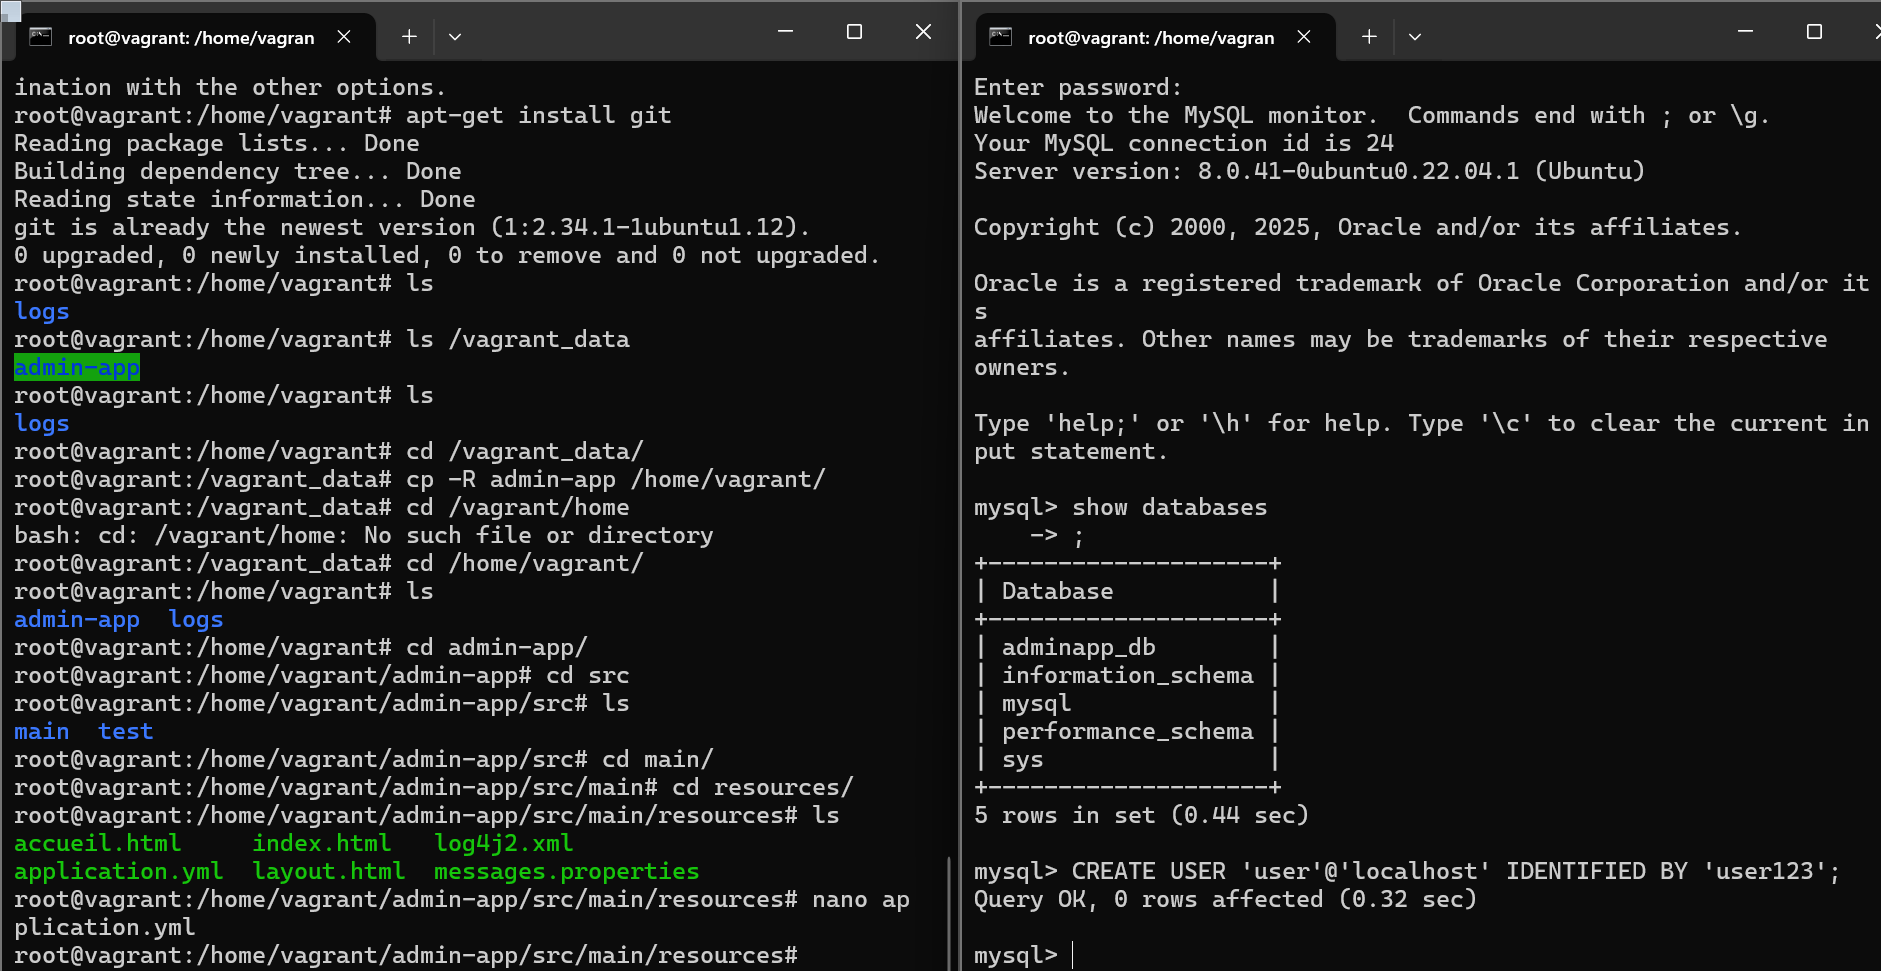 root@vagrant: /home/vagran
ination with the other options.
root@vagrant:/home/vagrant# apt-get install git
Reading package lists... Done
Building dependency tree... Done
Reading state information... Done
git is already the newest version (1:2.34.1-1ubuntu1.12).
0 upgraded, 0 newly installed, 0 to remove and 0 not upgraded.
root@vagrant:/home/vagrant# ls
logs
root@vagrant:/home/vagrant# ls /vagrant_data
admin-app
root@vagrant:/home/vagrant# ls
logs
root@vagrant:/home/vagrant# cd /vagrant_data/
root@vagrant:/vagrant_data# cp -R admin-app /home/vagrant/
root@vagrant:/vagrant_data# cd /vagrant/home
bash: cd: /vagrant/home: No such file or directory
root@vagrant:/vagrant_data# cd /home/vagrant/
root@vagrant:/home/vagrant# ls
admin-app  logs
root@vagrant:/home/vagrant# cd admin-app/
root@vagrant:/home/vagrant/admin-app# cd src
root@vagrant:/home/vagrant/admin-app/src# ls
main  test
root@vagrant:/home/vagrant/admin-app/src# cd main/
root@vagrant:/home/vagrant/admin-app/src/main# cd resources/
root@vagrant:/home/vagrant/admin-app/src/main/resources# ls
accueil.html     index.html   log4j2.xml
application.yml  layout.html  messages.properties
root@vagrant:/home/vagrant/admin-app/src/main/resources# nano ap
plication.yml
root@vagrant:/home/vagrant/admin-app/src/main/resources#
root@vagrant: /home/vagran
Enter password:
Welcome to the MySQL monitor.  Commands end with ; or \g.
Your MySQL connection id is 24
Server version: 8.0.41-0ubuntu0.22.04.1 (Ubuntu)
Copyright (c) 2000, 2025, Oracle and/or its affiliates.
Oracle is a registered trademark of Oracle Corporation and/or it
s
affiliates. Other names may be trademarks of their respective
owners.
Type 'help;' or '\h' for help. Type '\c' to clear the current in
put statement.
mysql> show databases
    -> ;
+--------------------+
| Database           |
+--------------------+
| adminapp_db        |
| information_schema |
| mysql              |
| performance_schema |
| sys                |
+--------------------+
5 rows in set (0.44 sec)
mysql> CREATE USER 'user'@'localhost' IDENTIFIED BY 'user123';
Query OK, 0 rows affected (0.32 sec)
mysql>